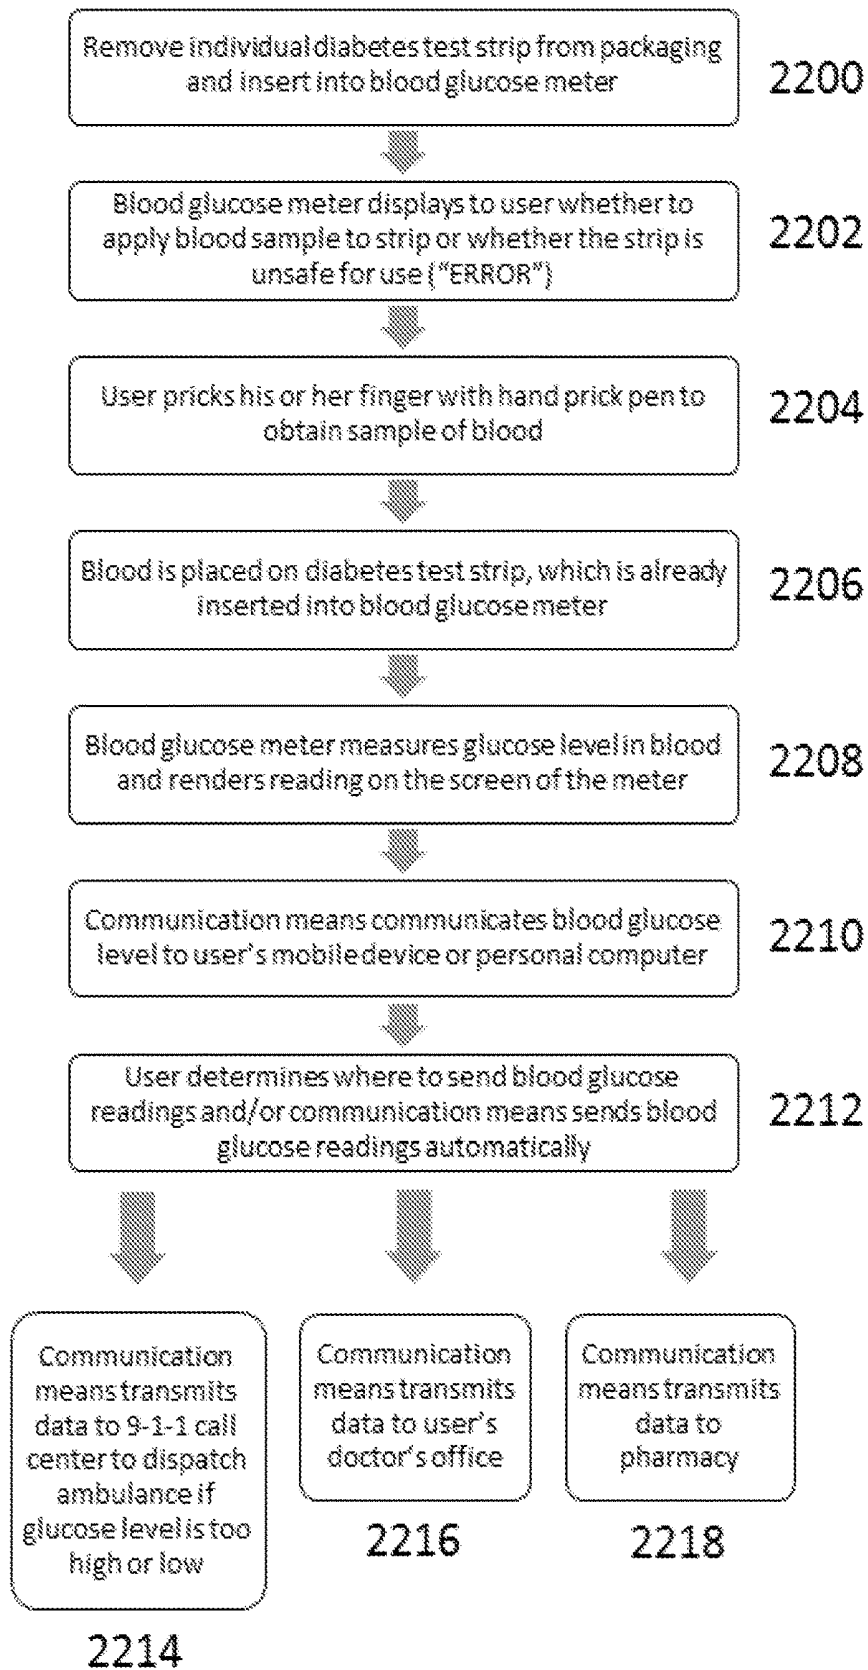 Remove individual diabetes test strip from packaging
and insert into blood glucose meter
2200
Blood glucose meter displays to user whether to
apply blood sample to strip or whether the strip is
unsafe for use ("ERROR")
2202
User pricks his or her finger with hand prick pen to
obtain sample of blood
2204
Blood is placed on diabetes test strip, which is already
inserted into blood glucose meter
2206
Blood glucose meter measures glucose level in blood
and renders reading on the screen of the meter
2208
Communication means communicates blood glucose
level to user's mobile device or personal computer
2210
User determines where to send blood glucose
readings and/or communication means sends blood
glucose readings automatically
2212
Communication
means transmits
data to 9-1-1 call
center to dispatch
ambulance if
glucose level is too
high or low
2214
Communication
means transmits
data to user's
doctor's office
2216
Communication
means transmits
data to
pharmacy
2218